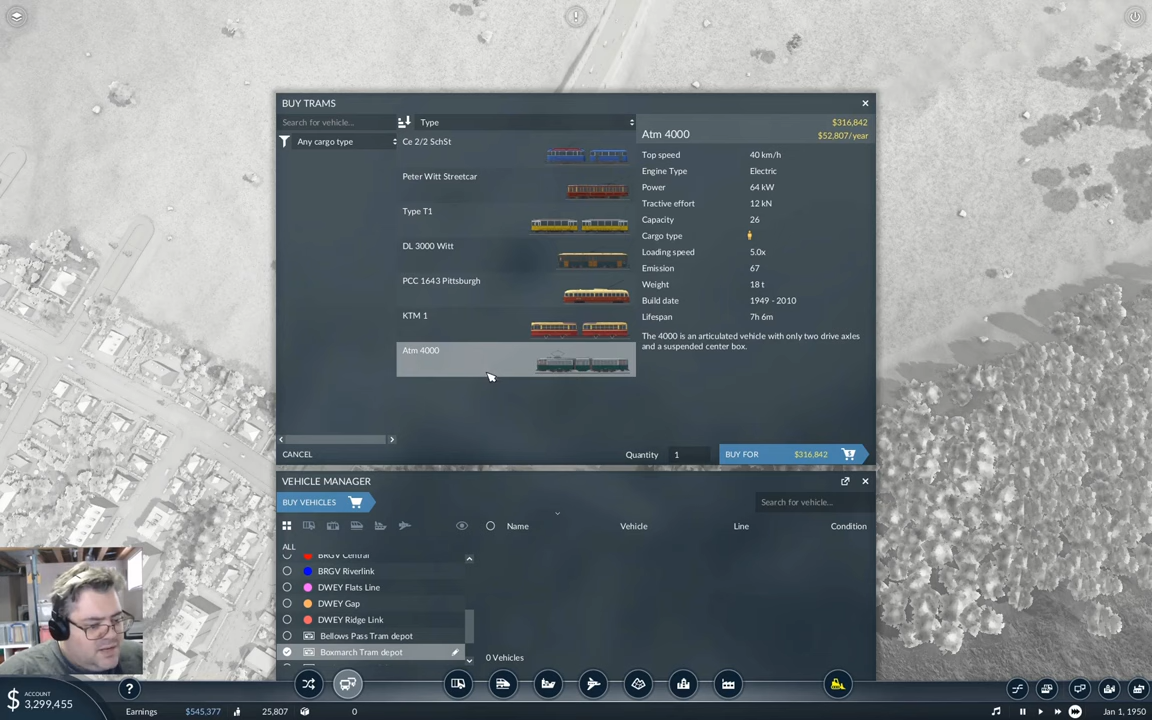 BUY TRAMS
Search for vehicle...
Type
Any cargo type
Ce 2/2 SchSt
Peter Witt Streetcar
Type T1
DL 3000 Witt
PCC 1643 Pittsburgh
KTM 1
Atm 4000
Atm 4000
$316,842
$52,807/year
Top speed 40 km/h
Engine Type Electric
Power 64 kW
Tractive effort 12 kN
Capacity 26
Cargo type
Loading speed 5.0x
Emission 67
Weight 18 t
Build date 1949 - 2010
Lifespan 7h 6m
The 4000 is an articulated vehicle with only two drive axles
and a suspended center box.
CANCEL
Quantity 1
BUY FOR $316,842
VEHICLE MANAGER
BUY VEHICLES
Search for vehicle...
Name Vehicle Line Condition
ALL
BRGV Central
BRGV Riverlink
DWEY Flats Line
DWEY Gap
DWEY Ridge Link
Bellows Pass Tram depot
Boxmarch Tram depot
0 Vehicles
$ ACCOUNT
3,299,455
?
Earnings $545,377 25,807 0
Jan 1, 1950